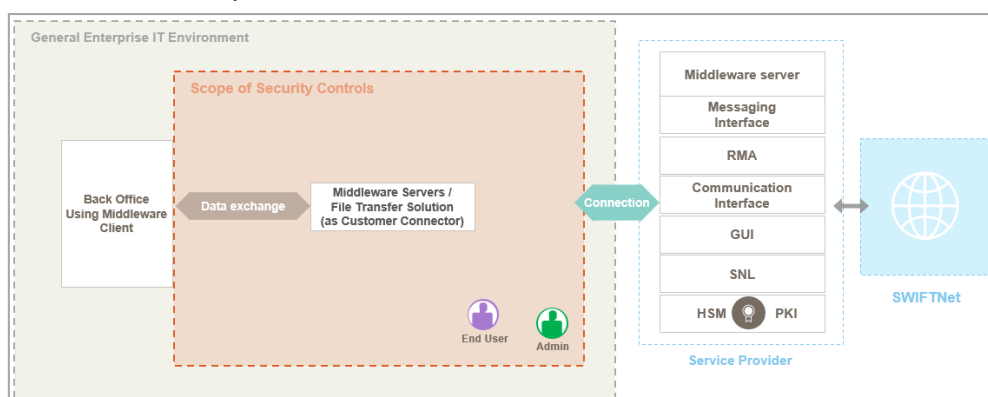 General Enterprise IT Environment
Scope of Security Controls
Back Office
Using Middleware
Client
Data exchange
Middleware Servers /
File Transfer Solution
(as Customer Connector)
End User
Admin
Connection
Middleware server
Messaging
Interface
RMA
Communication
Interface
GUI
SNL
HSM PKI
Service Provider
SWIFTNet